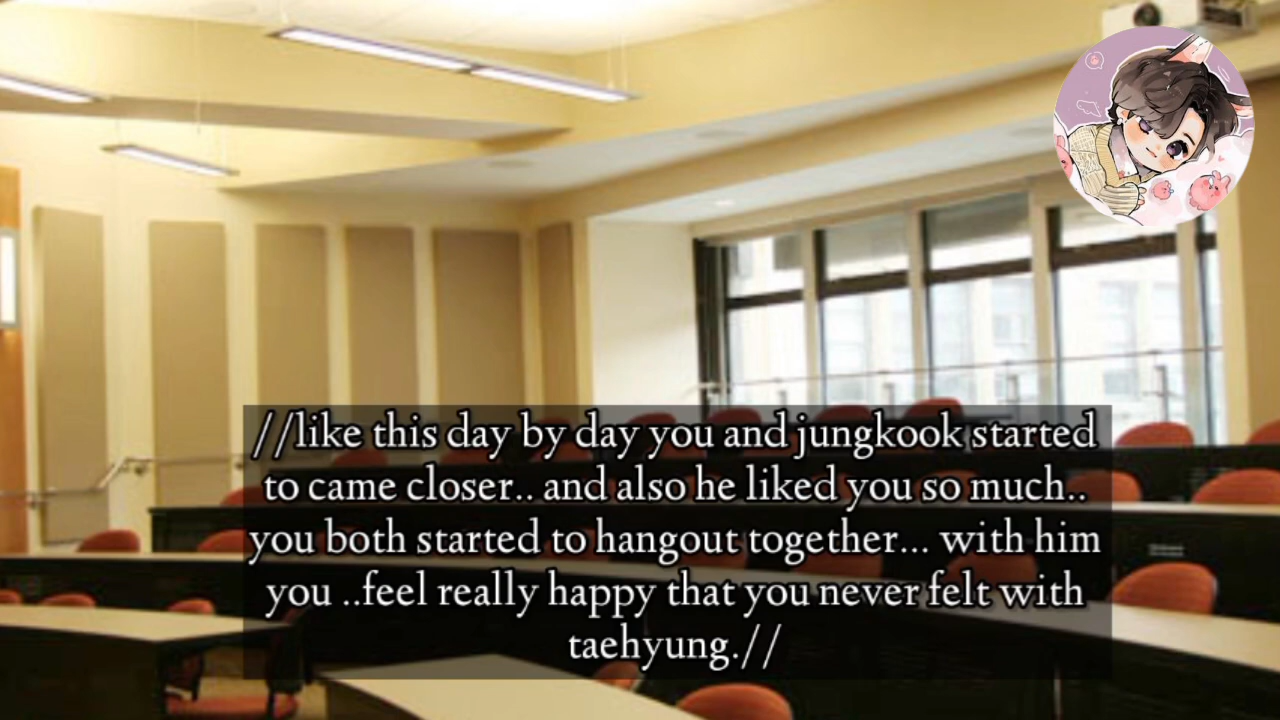 //like this day by day you and jungkook started
to came closer.. and also he liked you so much..
you both started to hangout together... with him
you ..feel really happy that you never felt with
taehyung.//